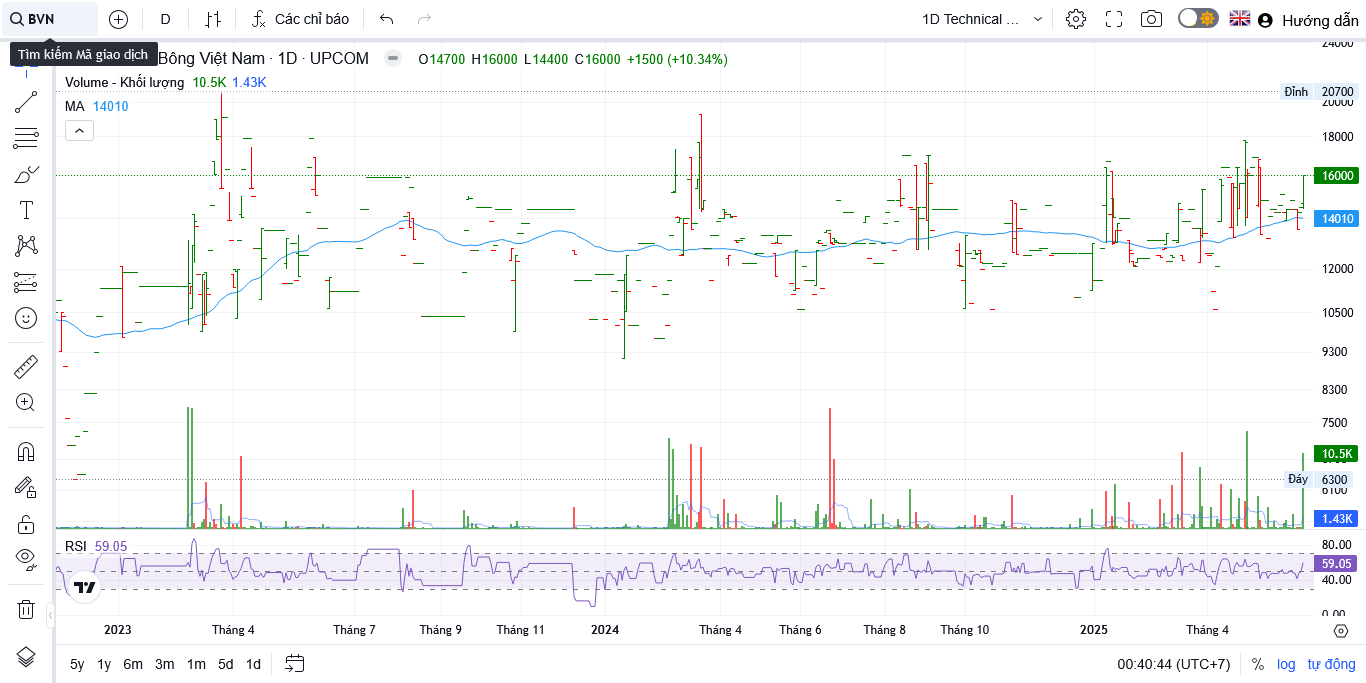 BVN
D
Các chỉ báo
1D Technical ...
Hướng dẫn
Tìm kiếm Mã giao dịch
Bông Việt Nam · 1D · UPCOM
O14700 H16000 L14400 C16000 +1500 (+10.34%)
Volume - Khối lượng 10.5K 1.43K
MA 14010
24000
Đỉnh 20700
20000
18000
16000
14010
12000
10500
9300
8300
7500
10.5K
Đáy 6300
6100
1.43K
RSI 59.05
80.00
59.05
40.00
0.00
2023 Tháng 4 Tháng 7 Tháng 9 Tháng 11 2024 Tháng 4 Tháng 6 Tháng 8 Tháng 10 2025 Tháng 4
5y 1y 6m 3m 1m 5d 1d
00:40:44 (UTC+7) % log tự động